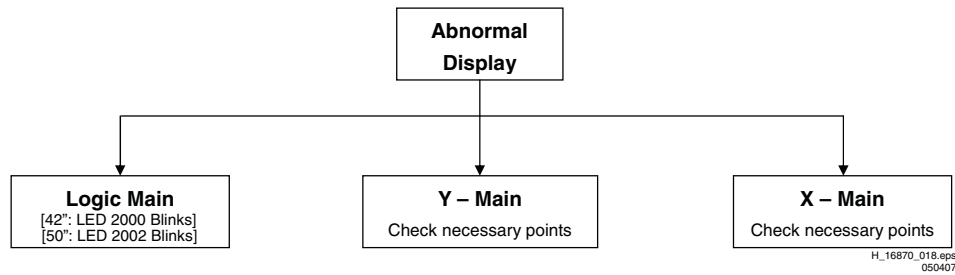 Abnormal
Display
Logic Main
[42”: LED 2000 Blinks]
[50”: LED 2002 Blinks]
Y – Main
Check necessary points
X – Main
Check necessary points
H_16870_018.eps
050407